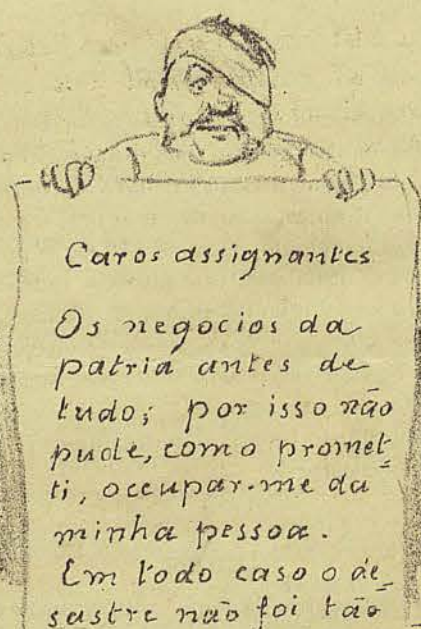 Caros assignantes
Os negocios da
patria antes de
tudo; por isso não
pude, como promet-
ti, occupar-me da
minha pessoa.
Em todo caso o de-
sastre não foi tão